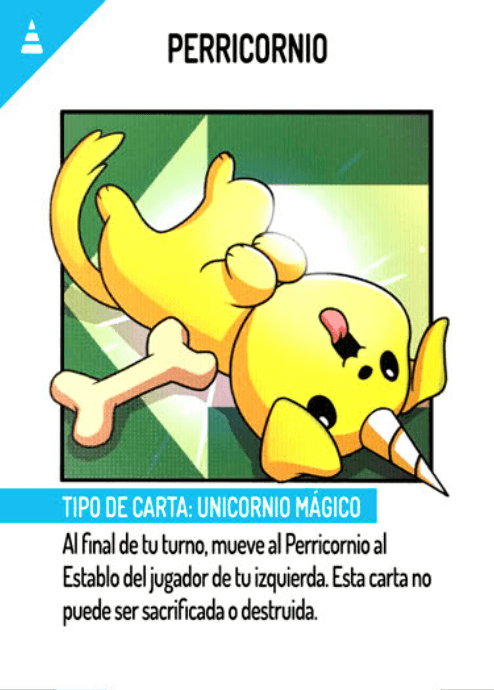 PERRICORNIO
TIPO DE CARTA: UNICORNIO MÁGICO
Al final de tu turno, mueve al Perricornio al
Establo del jugador de tu izquierda. Esta carta no
puede ser sacrificada o destruida.